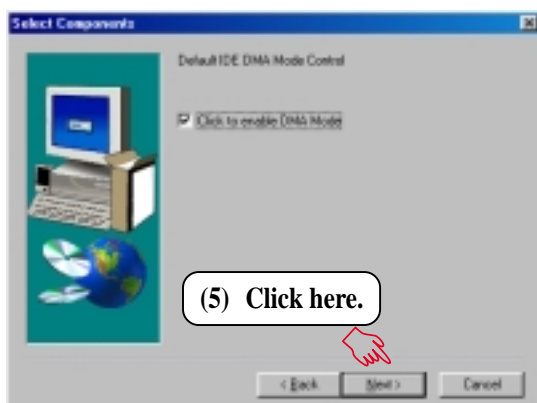 Select Components
Default IDE DMA Mode Control
Click to enable DMA Mode
(5) Click here.
< Back
Next >
Cancel